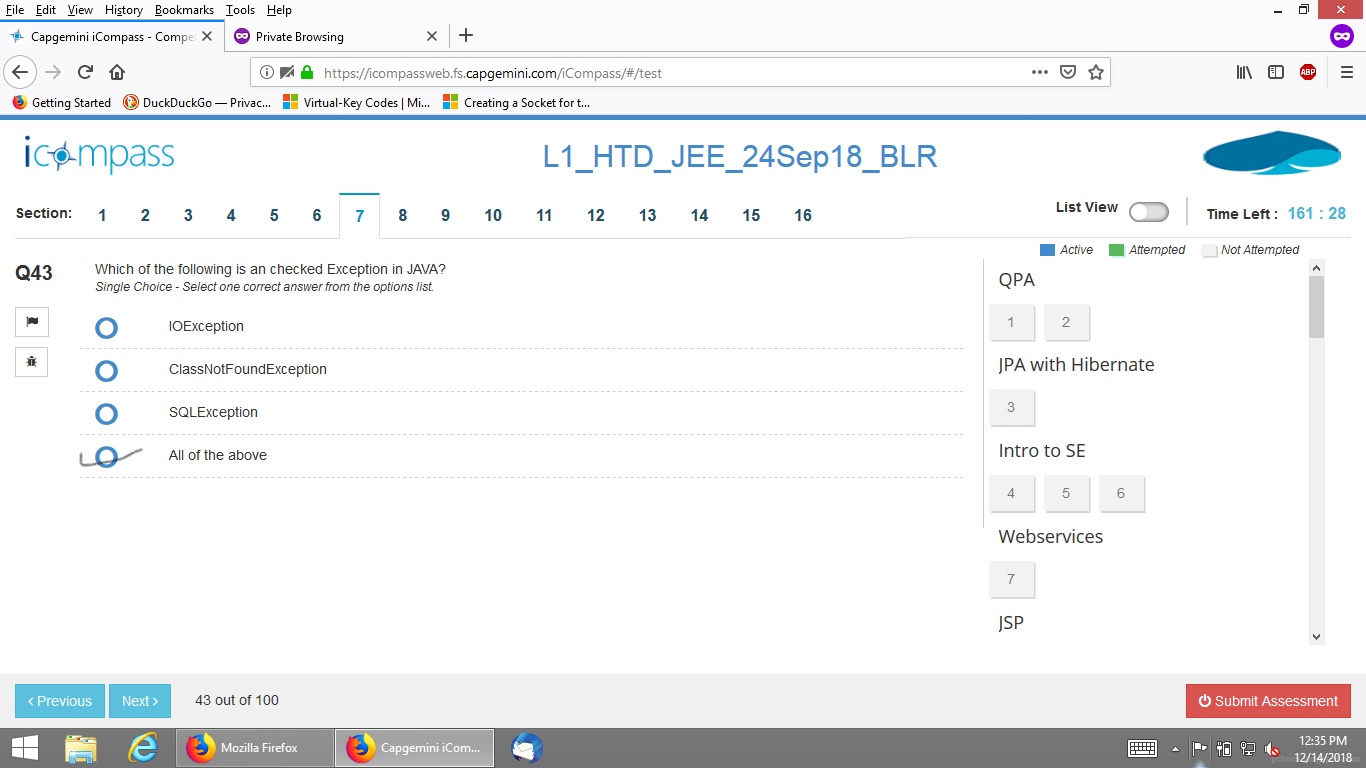 File Edit View History Bookmarks Tools Help
Capgemini iCompass - Compe
Private Browsing
https://icompassweb.fs.capgemini.com/iCompass/#/test
ABP
Getting Started
DuckDuckGo — Privac...
Virtual-Key Codes | Mi...
Creating a Socket for t...
icompass
L1_HTD_JEE_24Sep18_BLR
Section: 1 2 3 4 5 6 7 8 9 10 11 12 13 14 15 16
List View
Time Left : 161 : 28
Active Attempted Not Attempted
Q43
Which of the following is an checked Exception in JAVA?
Single Choice - Select one correct answer from the options list.
IOException
ClassNotFoundException
SQLException
All of the above
QPA
1 2
JPA with Hibernate
3
Intro to SE
4 5 6
Webservices
7
JSP
‹ Previous
Next ›
43 out of 100
Submit Assessment
Mozilla Firefox
Capgemini iCom...
12:35 PM
12/14/2018